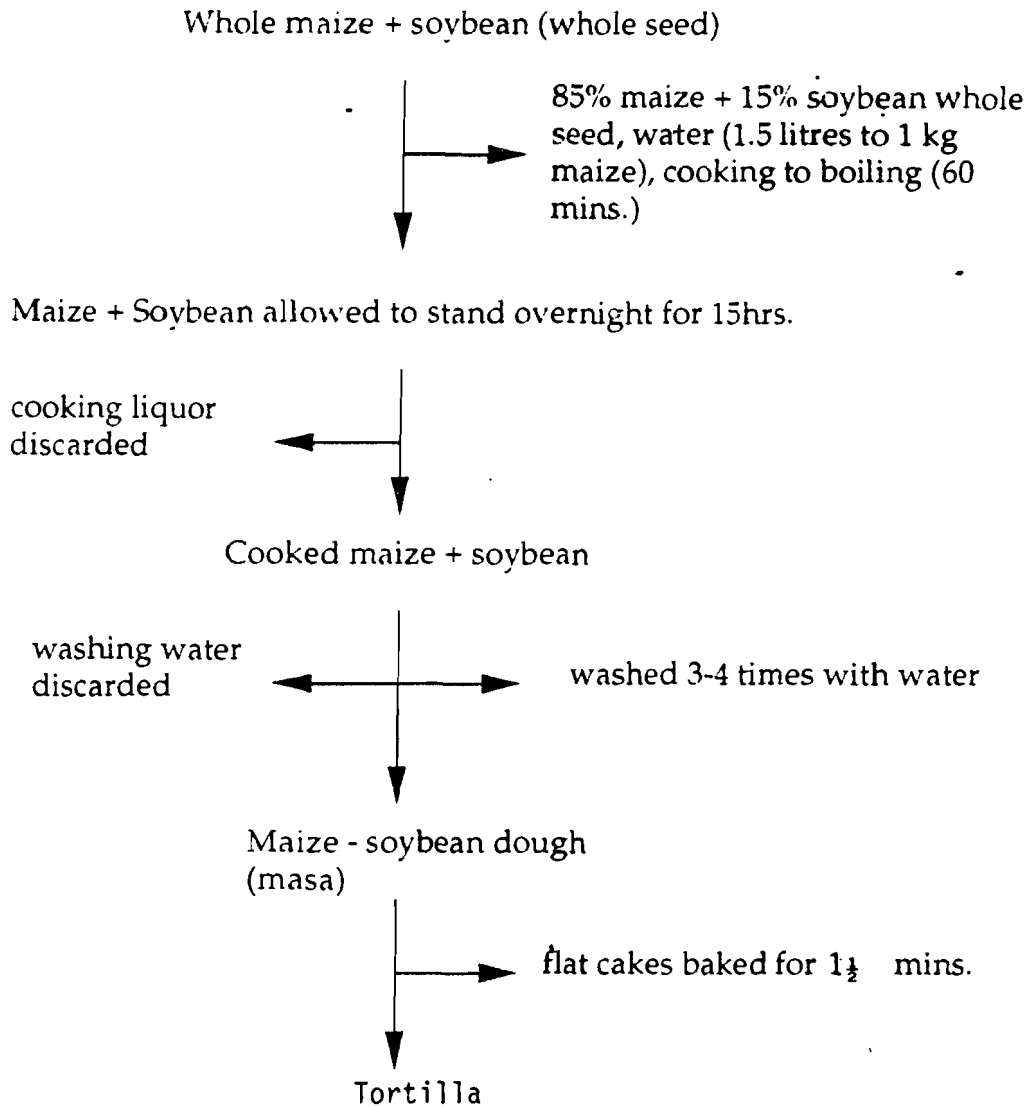 Whole maize + soybean (whole seed)
85% maize + 15% soybean whole
seed, water (1.5 litres to 1 kg
maize), cooking to boiling (60
mins.)
Maize + Soybean allowed to stand overnight for 15hrs.
cooking liquor
discarded
Cooked maize + soybean
washing water
discarded
washed 3-4 times with water
Maize - soybean dough
(masa)
flat cakes baked for 1½ mins.
Tortilla